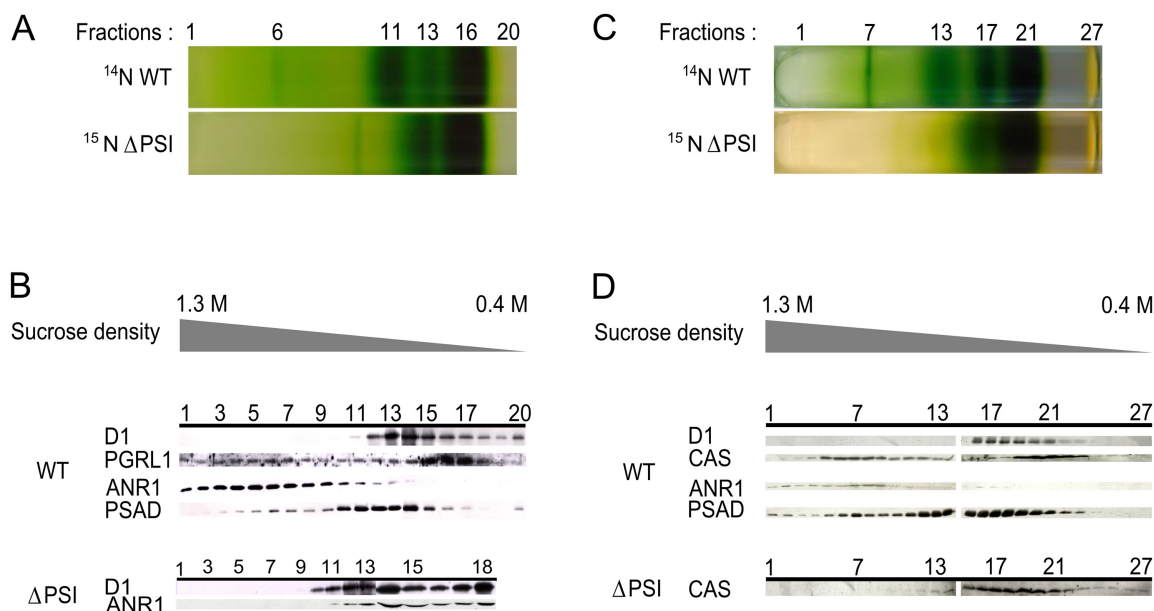 A
Fractions : 1 6 11 13 16 20
14N WT
15N ΔPSI
B
1.3 M 0.4 M
Sucrose density
1 3 5 7 9 11 13 15 17 20
WT
D1
PGRL1
ANR1
PSAD
1 3 5 7 9 11 13 15 18
ΔPSI
D1
ANR1
C
Fractions : 1 7 13 17 21 27
14N WT
15N ΔPSI
D
1.3 M 0.4 M
Sucrose density
1 7 13 17 21 27
WT
D1
CAS
ANR1
PSAD
1 7 13 17 21 27
ΔPSI CAS